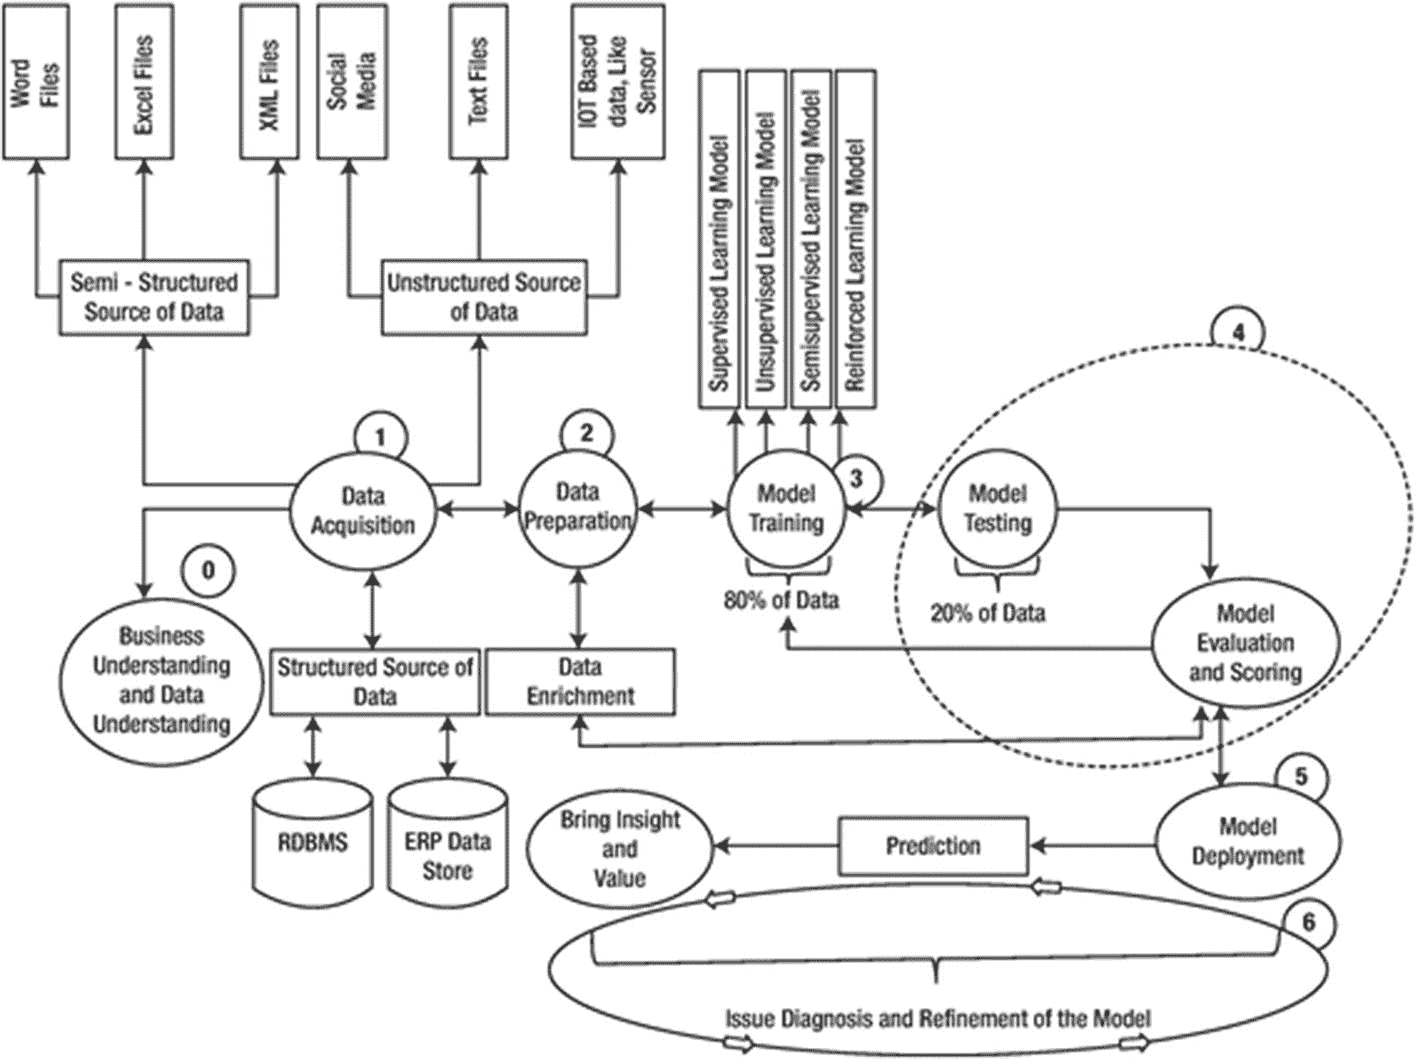 Word
Files
Excel Files
XML Files
Social
Media
Text Files
IOT Based
data, Like
Sensor
Supervised Learning Model
Unsupervised Learning Model
Semisupervised Learning Model
Reinforced Learning Model
Semi - Structured
Source of Data
Unstructured Source
of Data
4
1
2
3
Data
Acquisition
Data
Preparation
Model
Training
Model
Testing
80% of Data
20% of Data
0
Business
Understanding
and Data
Understanding
Structured Source of
Data
Data
Enrichment
Model
Evaluation
and Scoring
RDBMS
ERP Data
Store
Bring Insight
and
Value
Prediction
5
Model
Deployment
6
Issue Diagnosis and Refinement of the Model